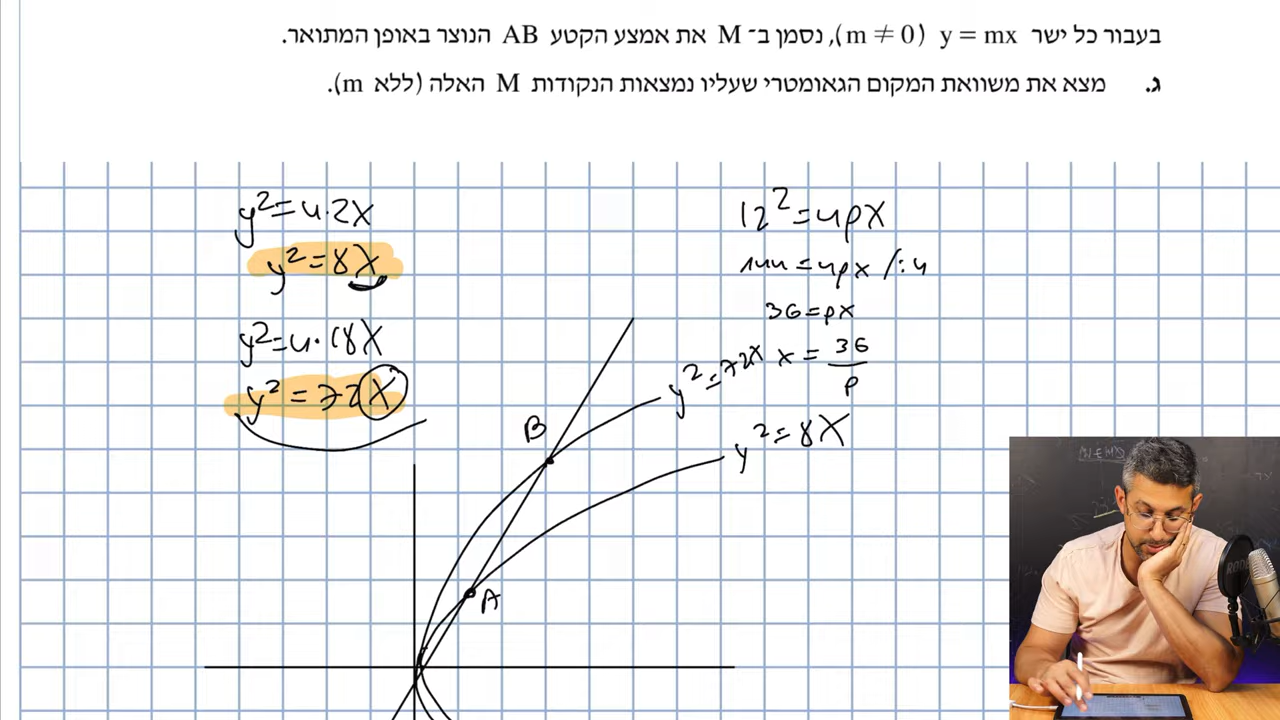 בעבור כל ישר y = mx (m ≠ 0), נסמן ב־ M את אמצע הקטע AB הנוצר באופן המתואר.
ג. מצא את משוואת המקום הגאומטרי שעליו נמצאות הנקודות M האלה (ללא m).
y²=4·2x
y²=8x
y²=4·18x
y²=72x
12²=4px
144=4px /:4
36=px
x = 36/p
y²=72x
y²=8x
B
A